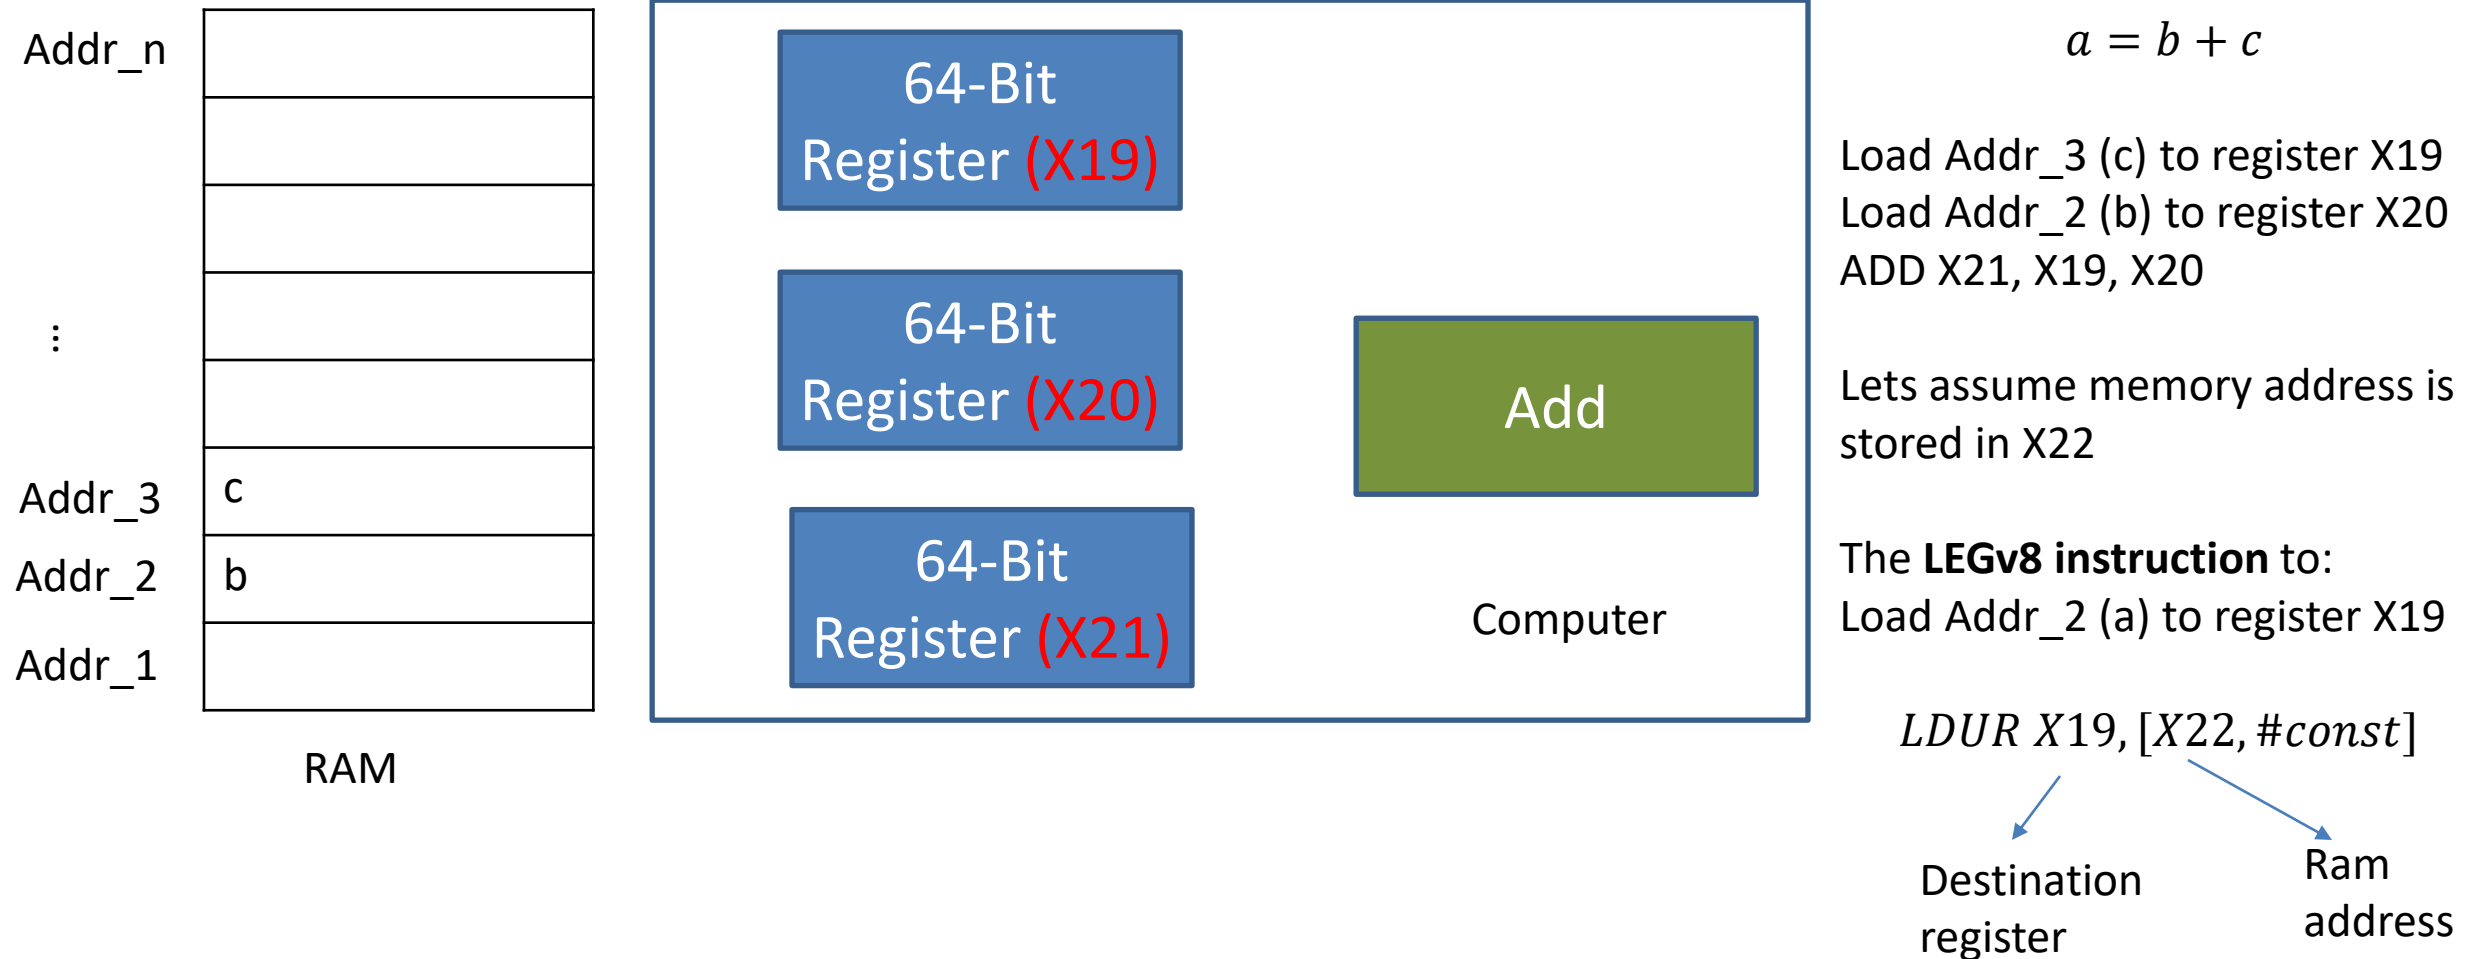 Addr_n
⋮
Addr_3
c
Addr_2
b
Addr_1
RAM
64-Bit
Register (X19)
64-Bit
Register (X20)
64-Bit
Register (X21)
Add
Computer
a = b + c
Load Addr_3 (c) to register X19
Load Addr_2 (b) to register X20
ADD X21, X19, X20
Lets assume memory address is
stored in X22
The LEGv8 instruction to:
Load Addr_2 (a) to register X19
LDUR X19, [X22, #const]
Destination
register
Ram
address